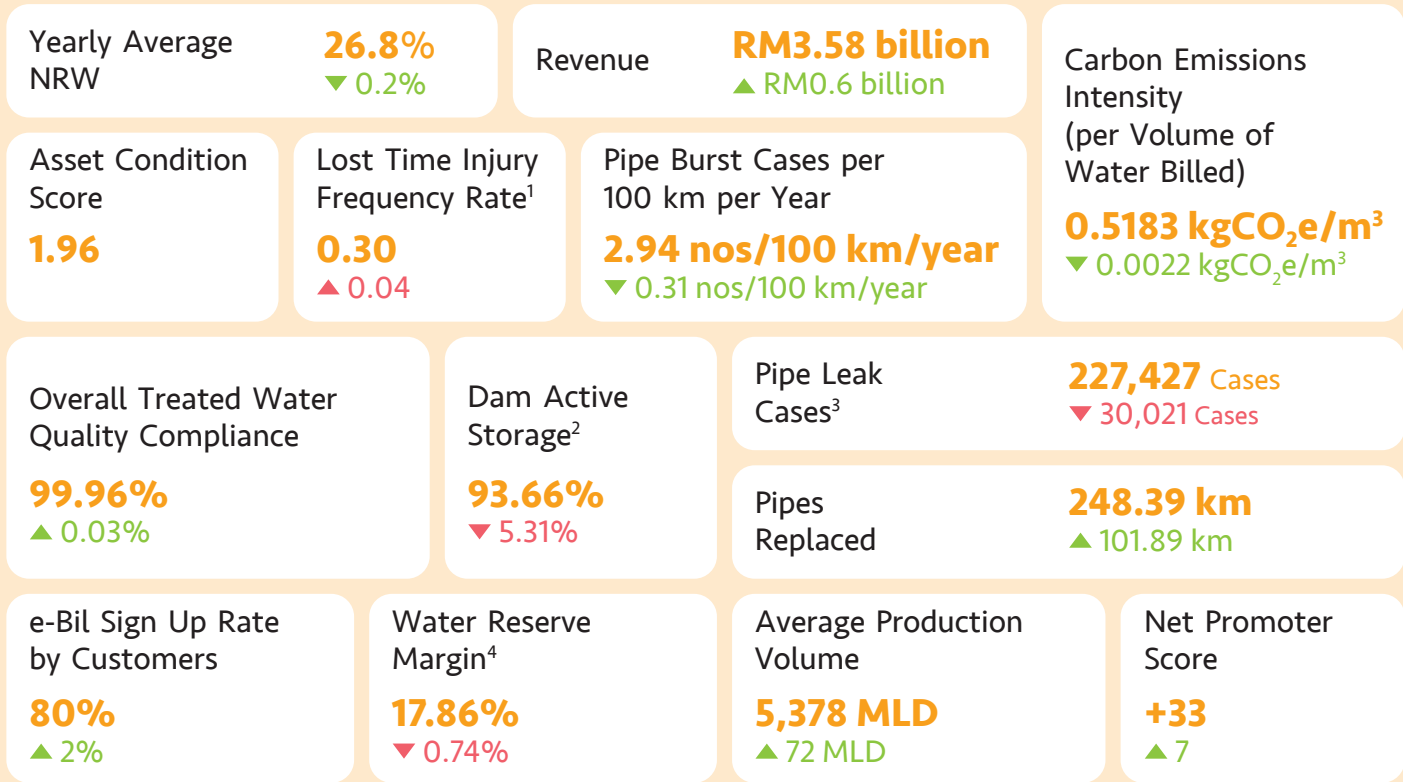 Yearly Average
NRW
26.8%
▼ 0.2%
Revenue
RM3.58 billion
▲ RM0.6 billion
Carbon Emissions
Intensity
(per Volume of
Water Billed)
0.5183 kgCO₂e/m³
▼ 0.0022 kgCO₂e/m³
Asset Condition
Score
1.96
Lost Time Injury
Frequency Rate¹
0.30
▲ 0.04
Pipe Burst Cases per
100 km per Year
2.94 nos/100 km/year
▼ 0.31 nos/100 km/year
Overall Treated Water
Quality Compliance
99.96%
▲ 0.03%
Dam Active
Storage²
93.66%
▼ 5.31%
Pipe Leak
Cases³
227,427 Cases
▼ 30,021 Cases
Pipes
Replaced
248.39 km
▲ 101.89 km
e-Bil Sign Up Rate
by Customers
80%
▲ 2%
Water Reserve
Margin⁴
17.86%
▼ 0.74%
Average Production
Volume
5,378 MLD
▲ 72 MLD
Net Promoter
Score
+33
▲ 7